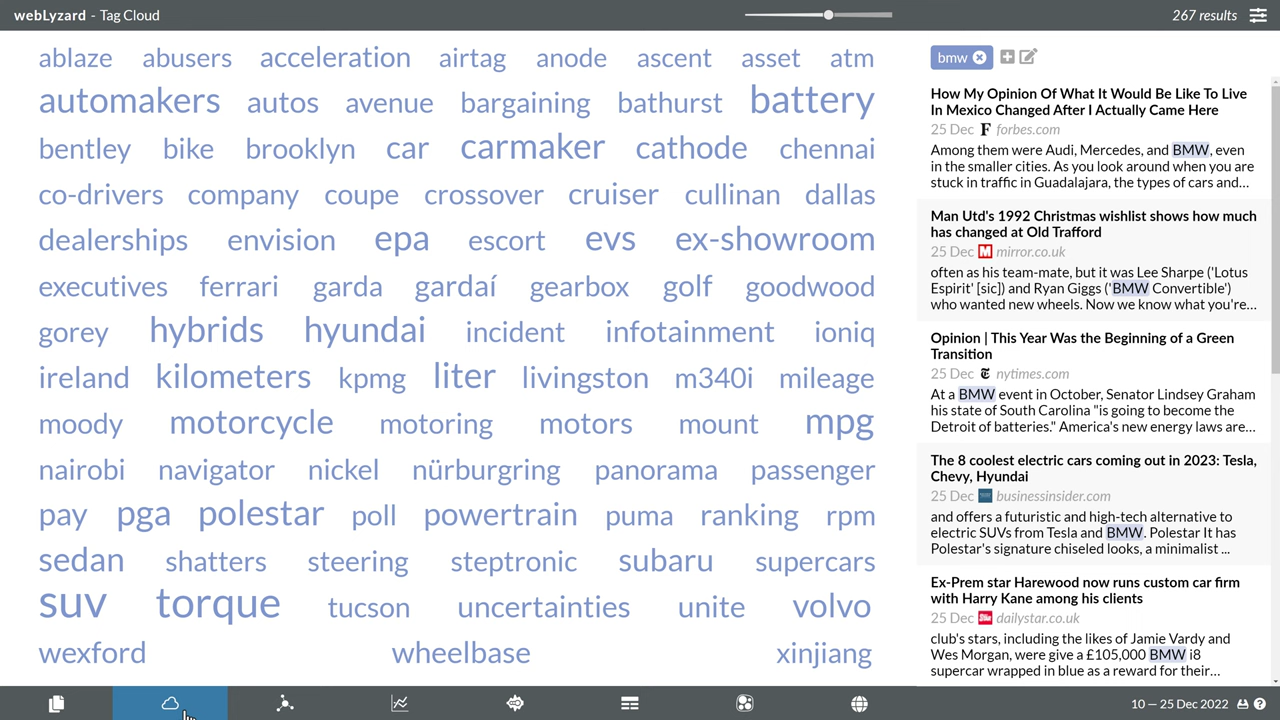 webLyzard - Tag Cloud
267 results
ablaze abusers acceleration airtag anode ascent asset atm
automakers autos avenue bargaining bathurst battery
bentley bike brooklyn car carmaker cathode chennai
co-drivers company coupe crossover cruiser cullinan dallas
dealerships envision epa escort evs ex-showroom
executives ferrari garda gardaí gearbox golf goodwood
gorey hybrids hyundai incident infotainment ioniq
ireland kilometers kpmg liter livingston m340i mileage
moody motorcycle motoring motors mount mpg
nairobi navigator nickel nürburgring panorama passenger
pay pga polestar poll powertrain puma ranking rpm
sedan shatters steering steptronic subaru supercars
suv torque tucson uncertainties unite volvo
wexford wheelbase xinjiang
bmw
How My Opinion Of What It Would Be Like To Live
In Mexico Changed After I Actually Came Here
25 Dec F forbes.com
Among them were Audi, Mercedes, and BMW, even
in the smaller cities. As you look around when you are
stuck in traffic in Guadalajara, the types of cars and...
Man Utd's 1992 Christmas wishlist shows how much
has changed at Old Trafford
25 Dec M mirror.co.uk
often as his team-mate, but it was Lee Sharpe ('Lotus
Espirit' [sic]) and Ryan Giggs ('BMW Convertible')
who wanted new wheels. Now we know what you're...
Opinion | This Year Was the Beginning of a Green
Transition
25 Dec T nytimes.com
At a BMW event in October, Senator Lindsey Graham
his state of South Carolina "is going to become the
Detroit of batteries." America's new energy laws are...
The 8 coolest electric cars coming out in 2023: Tesla,
Chevy, Hyundai
25 Dec businessinsider.com
and offers a futuristic and high-tech alternative to
electric SUVs from Tesla and BMW. Polestar It has
Polestar's signature chiseled looks, a minimalist ...
Ex-Prem star Harewood now runs custom car firm
with Harry Kane among his clients
25 Dec dailystar.co.uk
club's stars, including the likes of Jamie Vardy and
Wes Morgan, were give a £105,000 BMW i8
supercar wrapped in blue as a reward for their...
10 — 25 Dec 2022